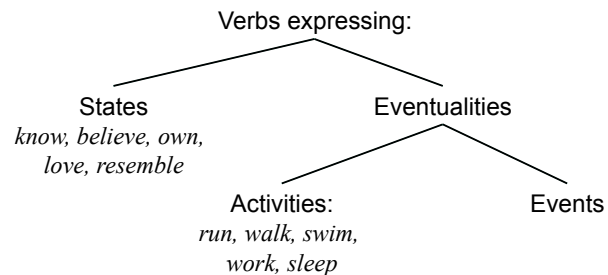 Verbs expressing:
States
know, believe, own,
love, resemble
Eventualities
Activities:
run, walk, swim,
work, sleep
Events